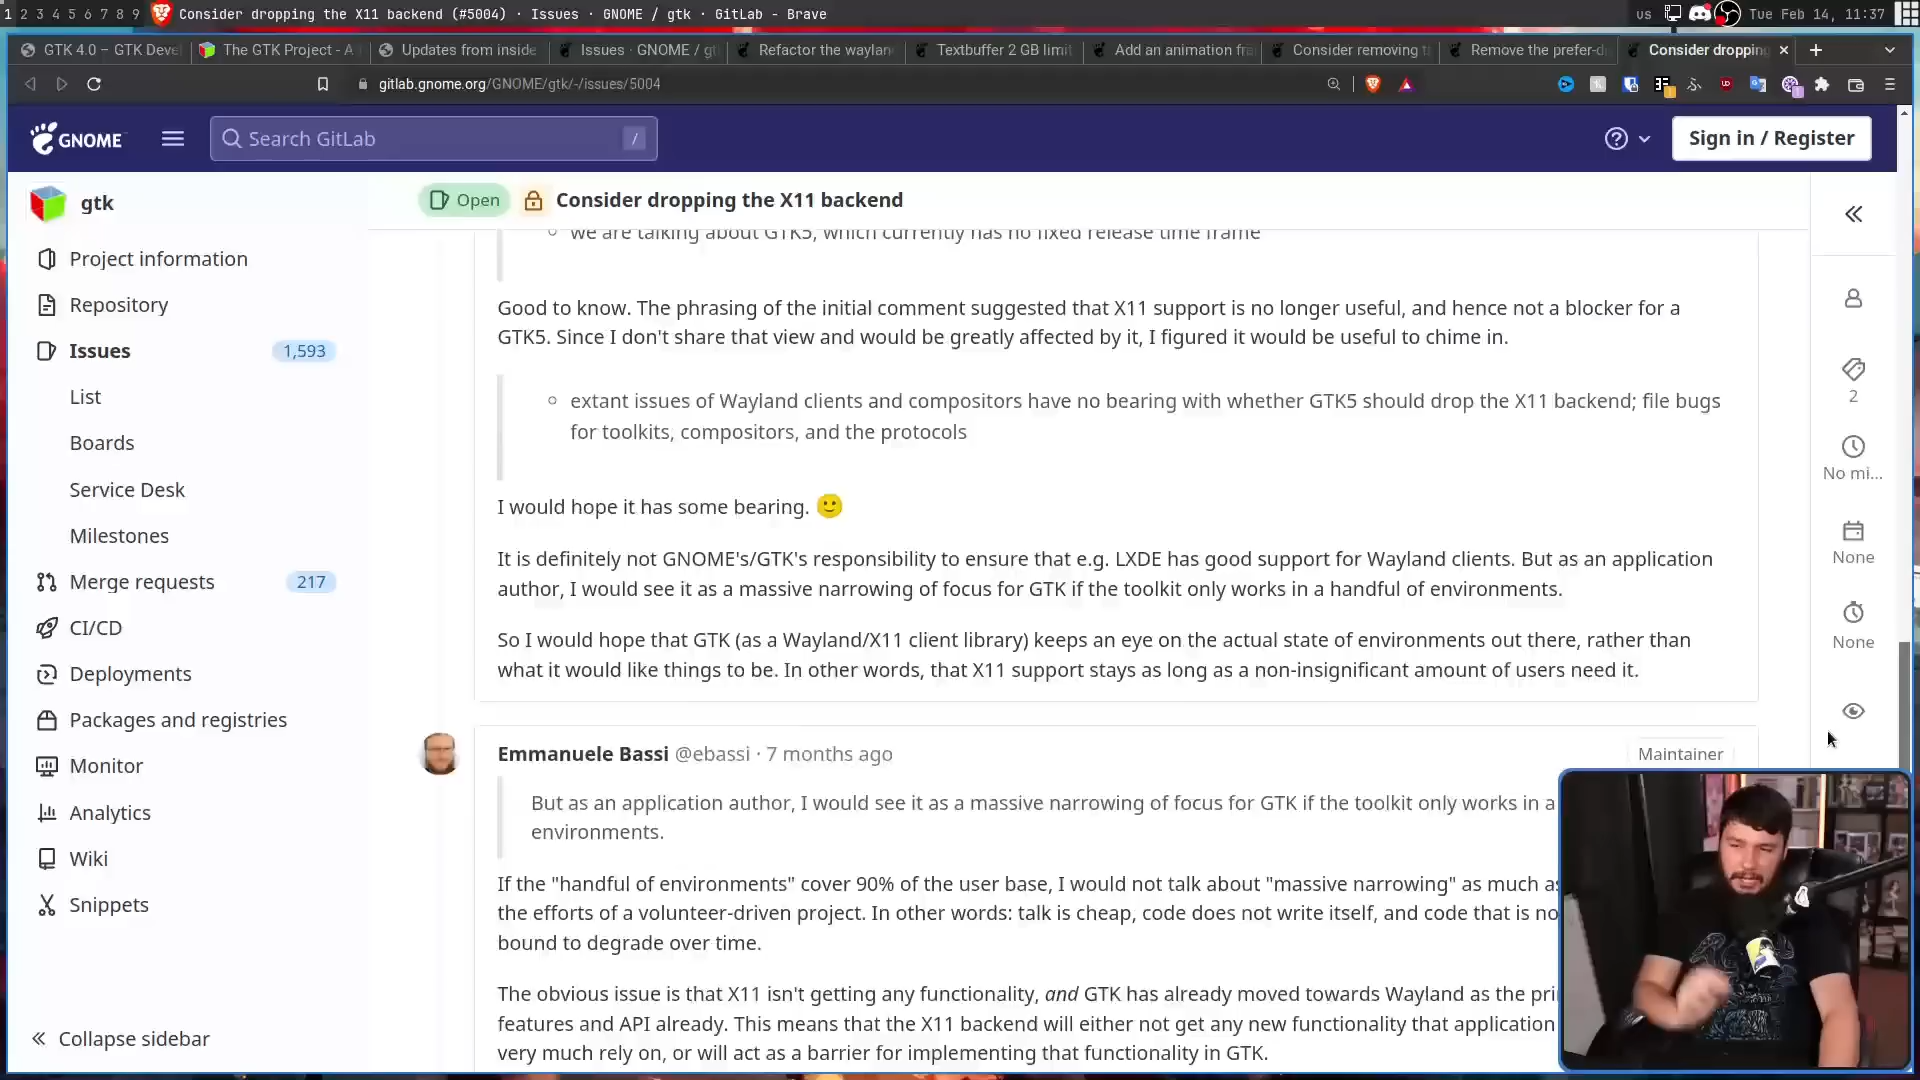 1 2 3 4 5 6 7 8 9 Consider dropping the X11 backend (#5004) · Issues · GNOME / gtk · GitLab - Brave us Tue Feb 14, 11:37
GTK 4.0 – GTK Deve The GTK Project - A Updates from inside Issues · GNOME / gt Refactor the waylan Textbuffer 2 GB limit Add an animation fra Consider removing t Remove the prefer-d Consider dropping
gitlab.gnome.org/GNOME/gtk/-/issues/5004
GNOME Search GitLab / Sign in / Register
gtk
Open Consider dropping the X11 backend
Project information
Repository
Issues 1,593
List
Boards
Service Desk
Milestones
Merge requests 217
CI/CD
Deployments
Packages and registries
Monitor
Analytics
Wiki
Snippets
Collapse sidebar
we are talking about GTK5, which currently has no fixed release time frame
Good to know. The phrasing of the initial comment suggested that X11 support is no longer useful, and hence not a blocker for a
GTK5. Since I don't share that view and would be greatly affected by it, I figured it would be useful to chime in.
extant issues of Wayland clients and compositors have no bearing with whether GTK5 should drop the X11 backend; file bugs
for toolkits, compositors, and the protocols
I would hope it has some bearing. 🙂
It is definitely not GNOME's/GTK's responsibility to ensure that e.g. LXDE has good support for Wayland clients. But as an application
author, I would see it as a massive narrowing of focus for GTK if the toolkit only works in a handful of environments.
So I would hope that GTK (as a Wayland/X11 client library) keeps an eye on the actual state of environments out there, rather than
what it would like things to be. In other words, that X11 support stays as long as a non-insignificant amount of users need it.
Emmanuele Bassi @ebassi · 7 months ago Maintainer
But as an application author, I would see it as a massive narrowing of focus for GTK if the toolkit only works in a
environments.
If the "handful of environments" cover 90% of the user base, I would not talk about "massive narrowing" as much as
the efforts of a volunteer-driven project. In other words: talk is cheap, code does not write itself, and code that is no
bound to degrade over time.
The obvious issue is that X11 isn't getting any functionality, and GTK has already moved towards Wayland as the pri
features and API already. This means that the X11 backend will either not get any new functionality that application
very much rely on, or will act as a barrier for implementing that functionality in GTK.
2
No mi...
None
None